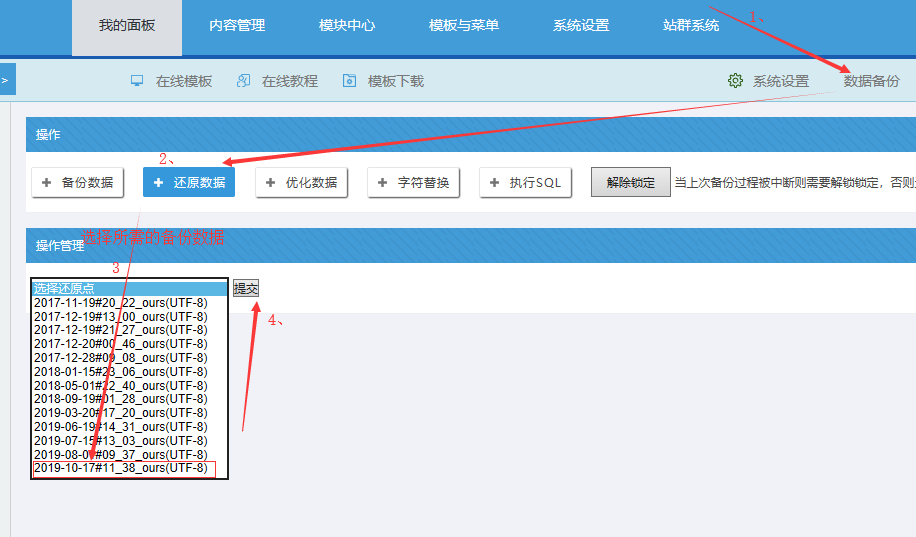 我的面板 内容管理 模块中心 模板与菜单 系统设置 站群系统 1、
> 在线模板 在线教程 模板下载 系统设置 数据备份
操作
2、
备份数据 还原数据 优化数据 字符替换 执行SQL 解除锁定 当上次备份过程被中断则需要解锁锁定，否则
选择所需的备份数据
操作管理
3
选择还原点 提交
2017-11-19#20_22_ours(UTF-8)
2017-12-19#13_00_ours(UTF-8)
4、
2017-12-19#21_27_ours(UTF-8)
2017-12-20#00_46_ours(UTF-8)
2017-12-28#09_08_ours(UTF-8)
2018-01-15#23_06_ours(UTF-8)
2018-05-01#22_40_ours(UTF-8)
2018-09-19#01_28_ours(UTF-8)
2019-03-20#17_20_ours(UTF-8)
2019-06-19#14_31_ours(UTF-8)
2019-07-15#13_03_ours(UTF-8)
2019-10-17#11_38_ours(UTF-8)